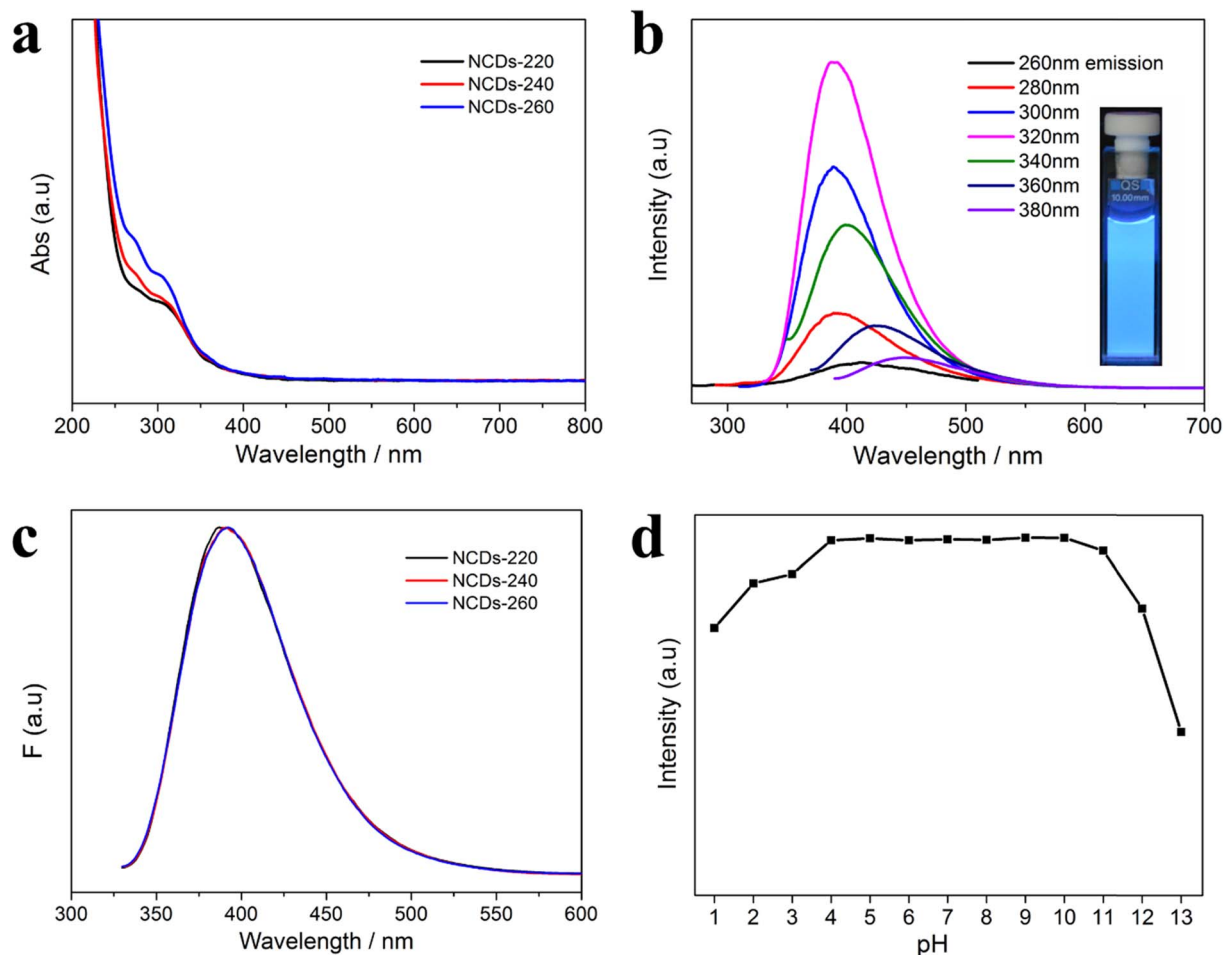 a
Abs (a.u)
NCDs-220
NCDs-240
NCDs-260
200 300 400 500 600 700 800
Wavelength / nm
b
Intensity (a.u)
260nm emission
280nm
300nm
320nm
340nm
360nm
380nm
QS
10.00mm
300 400 500 600 700
Wavelength / nm
c
F (a.u)
NCDs-220
NCDs-240
NCDs-260
300 350 400 450 500 550 600
Wavelength / nm
d
Intensity (a.u)
1 2 3 4 5 6 7 8 9 10 11 12 13
pH